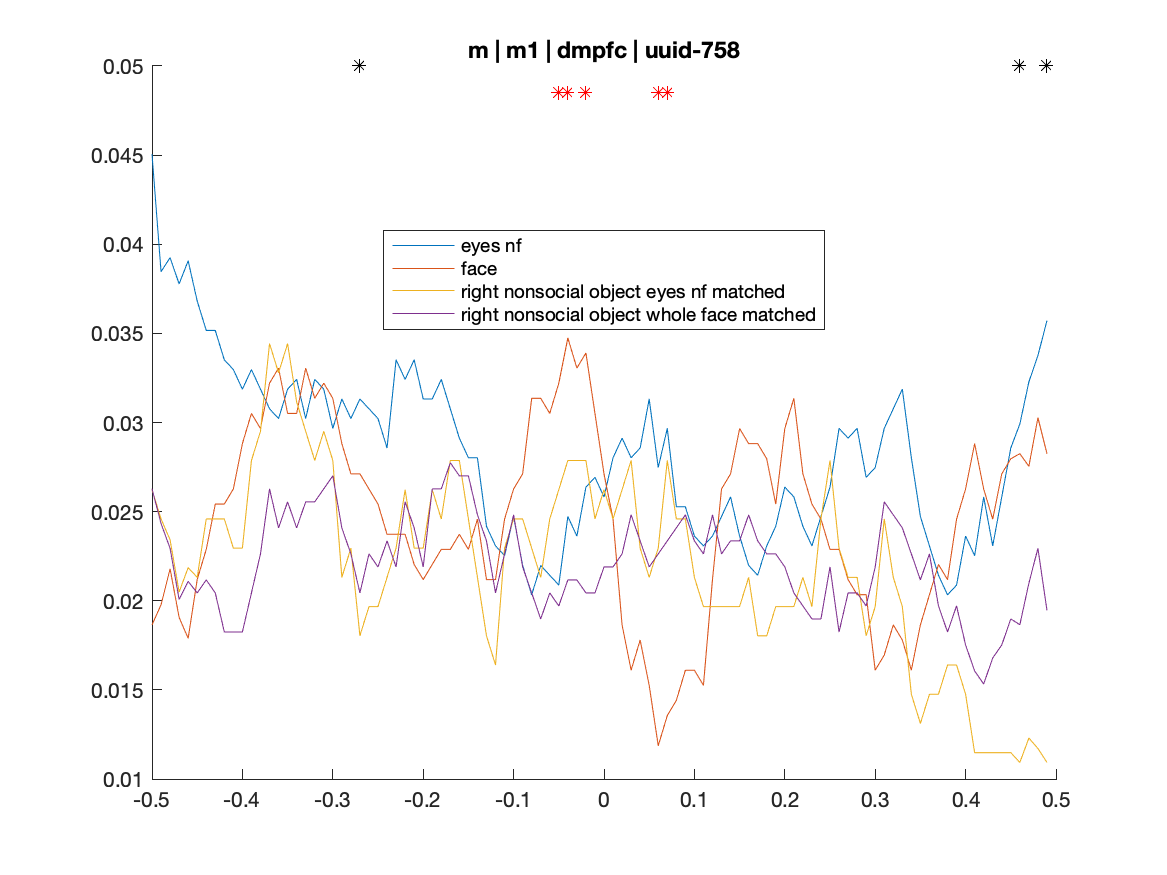 m | m1 | dmpfc | uuid-758
0.05
0.045
0.04
0.035
0.03
0.025
0.02
0.015
0.01
eyes nf
face
right nonsocial object eyes nf matched
right nonsocial object whole face matched
-0.5 -0.4 -0.3 -0.2 -0.1 0 0.1 0.2 0.3 0.4 0.5